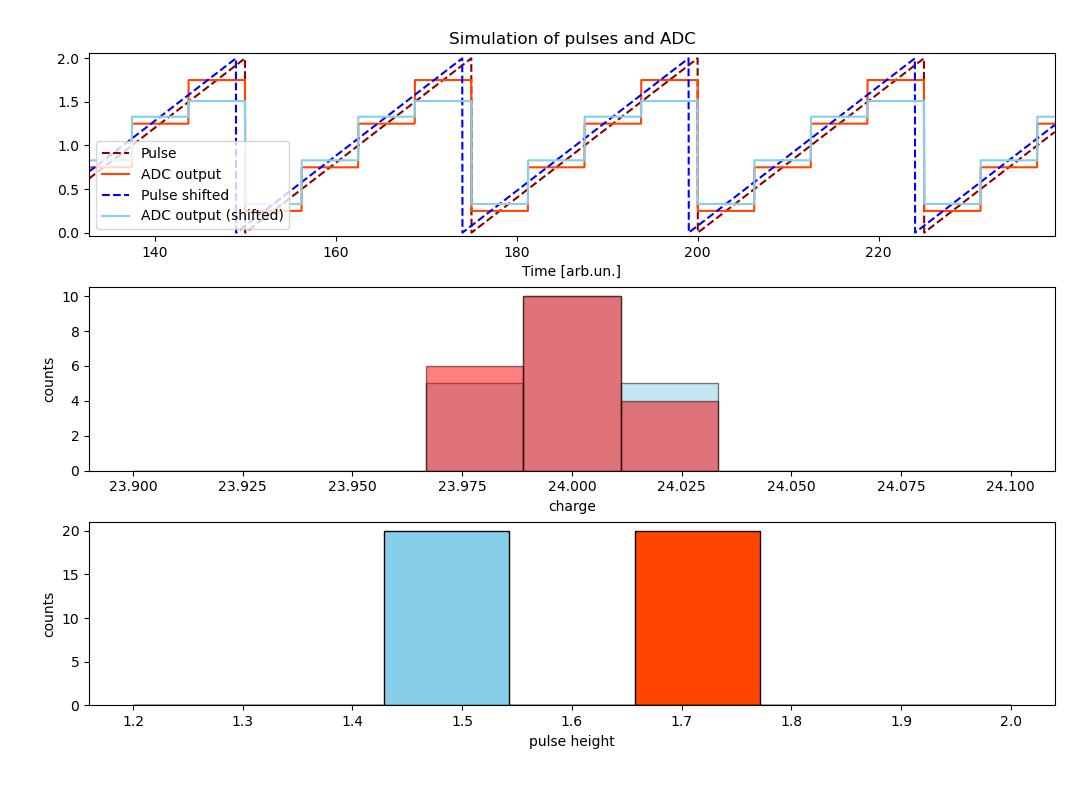 Simulation of pulses and ADC
2.0
1.5
1.0
0.5
0.0
Pulse
ADC output
Pulse shifted
ADC output (shifted)
140 160 180 200 220
Time [arb.un.]
10
8
6
4
2
0
counts
23.900 23.925 23.950 23.975 24.000 24.025 24.050 24.075 24.100
charge
20
15
10
5
0
counts
1.2 1.3 1.4 1.5 1.6 1.7 1.8 1.9 2.0
pulse height